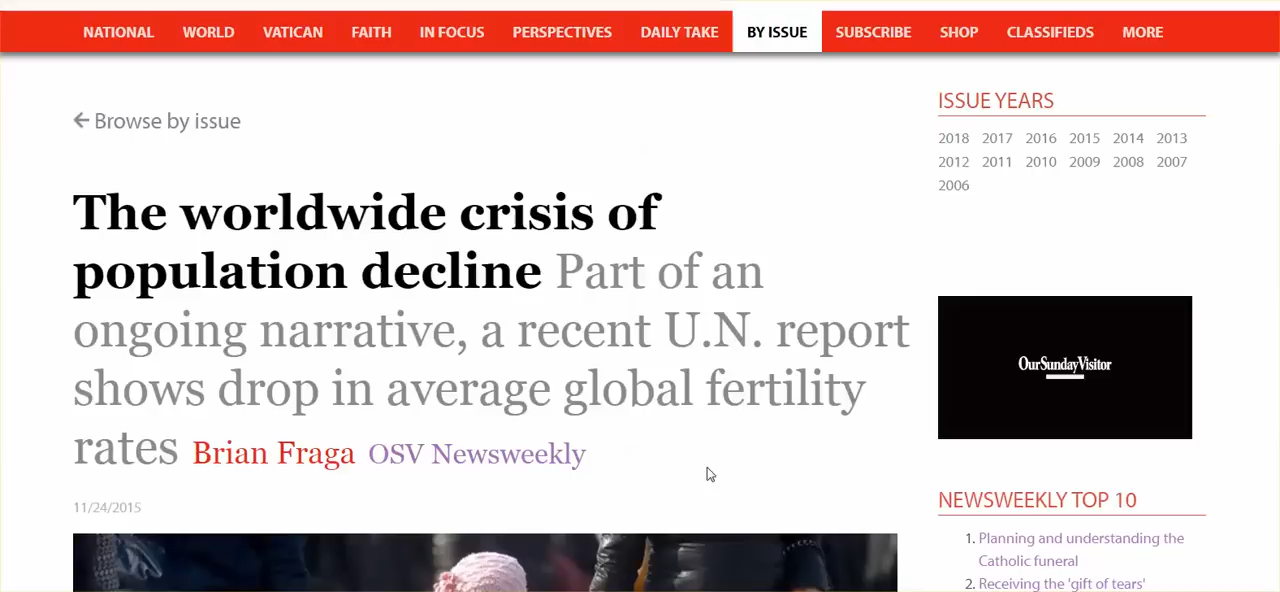 NATIONAL WORLD VATICAN FAITH IN FOCUS PERSPECTIVES DAILY TAKE BY ISSUE SUBSCRIBE SHOP CLASSIFIEDS MORE
← Browse by issue
The worldwide crisis of
population decline Part of an
ongoing narrative, a recent U.N. report
shows drop in average global fertility
rates Brian Fraga OSV Newsweekly
11/24/2015
ISSUE YEARS
2018 2017 2016 2015 2014 2013
2012 2011 2010 2009 2008 2007
2006
OurSundayVisitor
NEWSWEEKLY TOP 10
1. Planning and understanding the
Catholic funeral
2. Receiving the 'gift of tears'